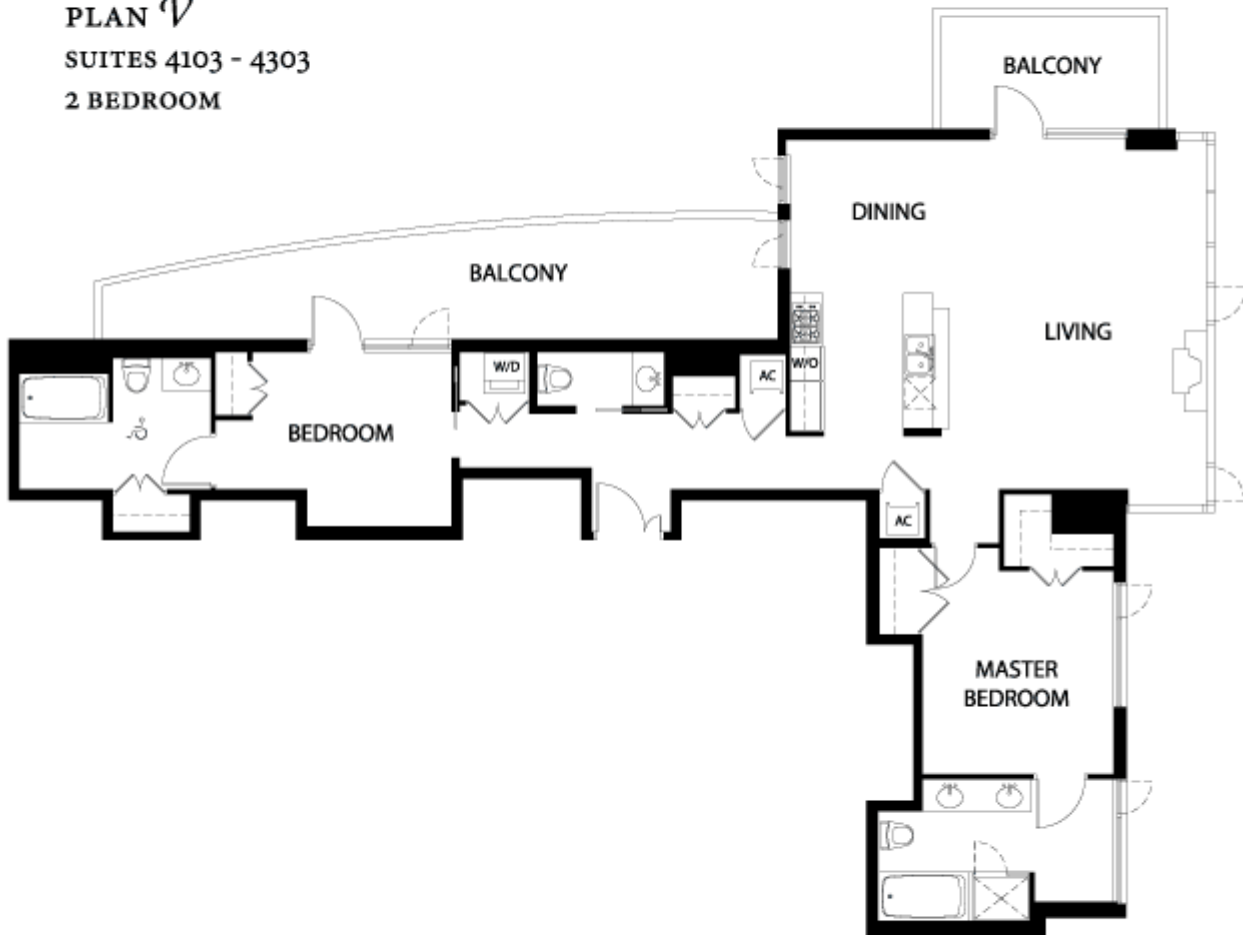 PLAN V
SUITES 4103 - 4303
2 BEDROOM
BALCONY
DINING
BALCONY
LIVING
W/D
AC
W/O
BEDROOM
AC
MASTER
BEDROOM